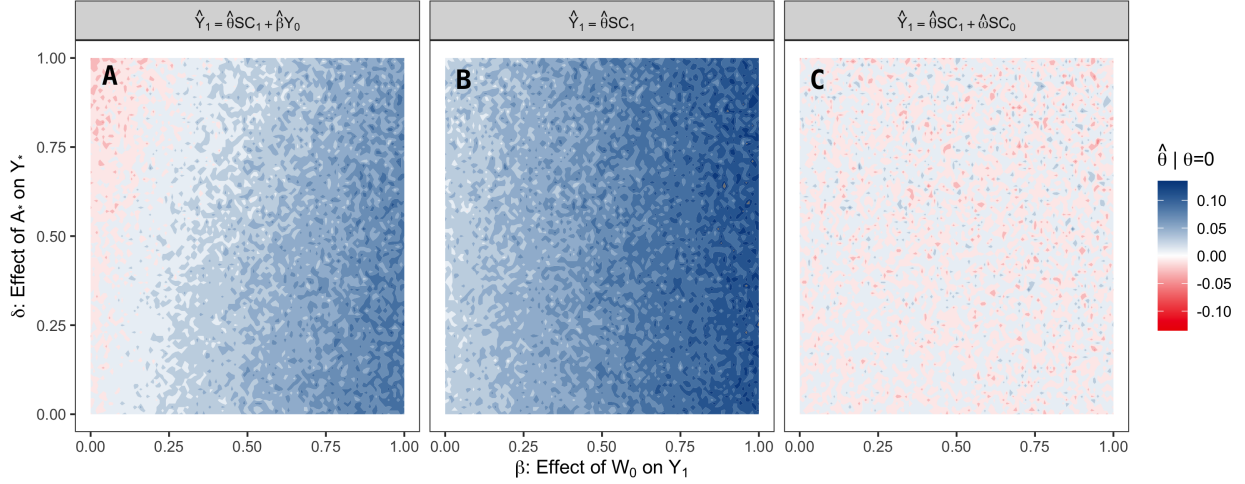 Ŷ₁ = θ̂SC₁ + β̂Y₀
Ŷ₁ = θ̂SC₁
Ŷ₁ = θ̂SC₁ + ω̂SC₀
A
B
C
δ: Effect of A* on Y*
1.00
0.75
0.50
0.25
0.00
0.00 0.25 0.50 0.75 1.00
0.00 0.25 0.50 0.75 1.00
0.00 0.25 0.50 0.75 1.00
β: Effect of W₀ on Y₁
θ̂ | θ=0
0.10
0.05
0.00
-0.05
-0.10